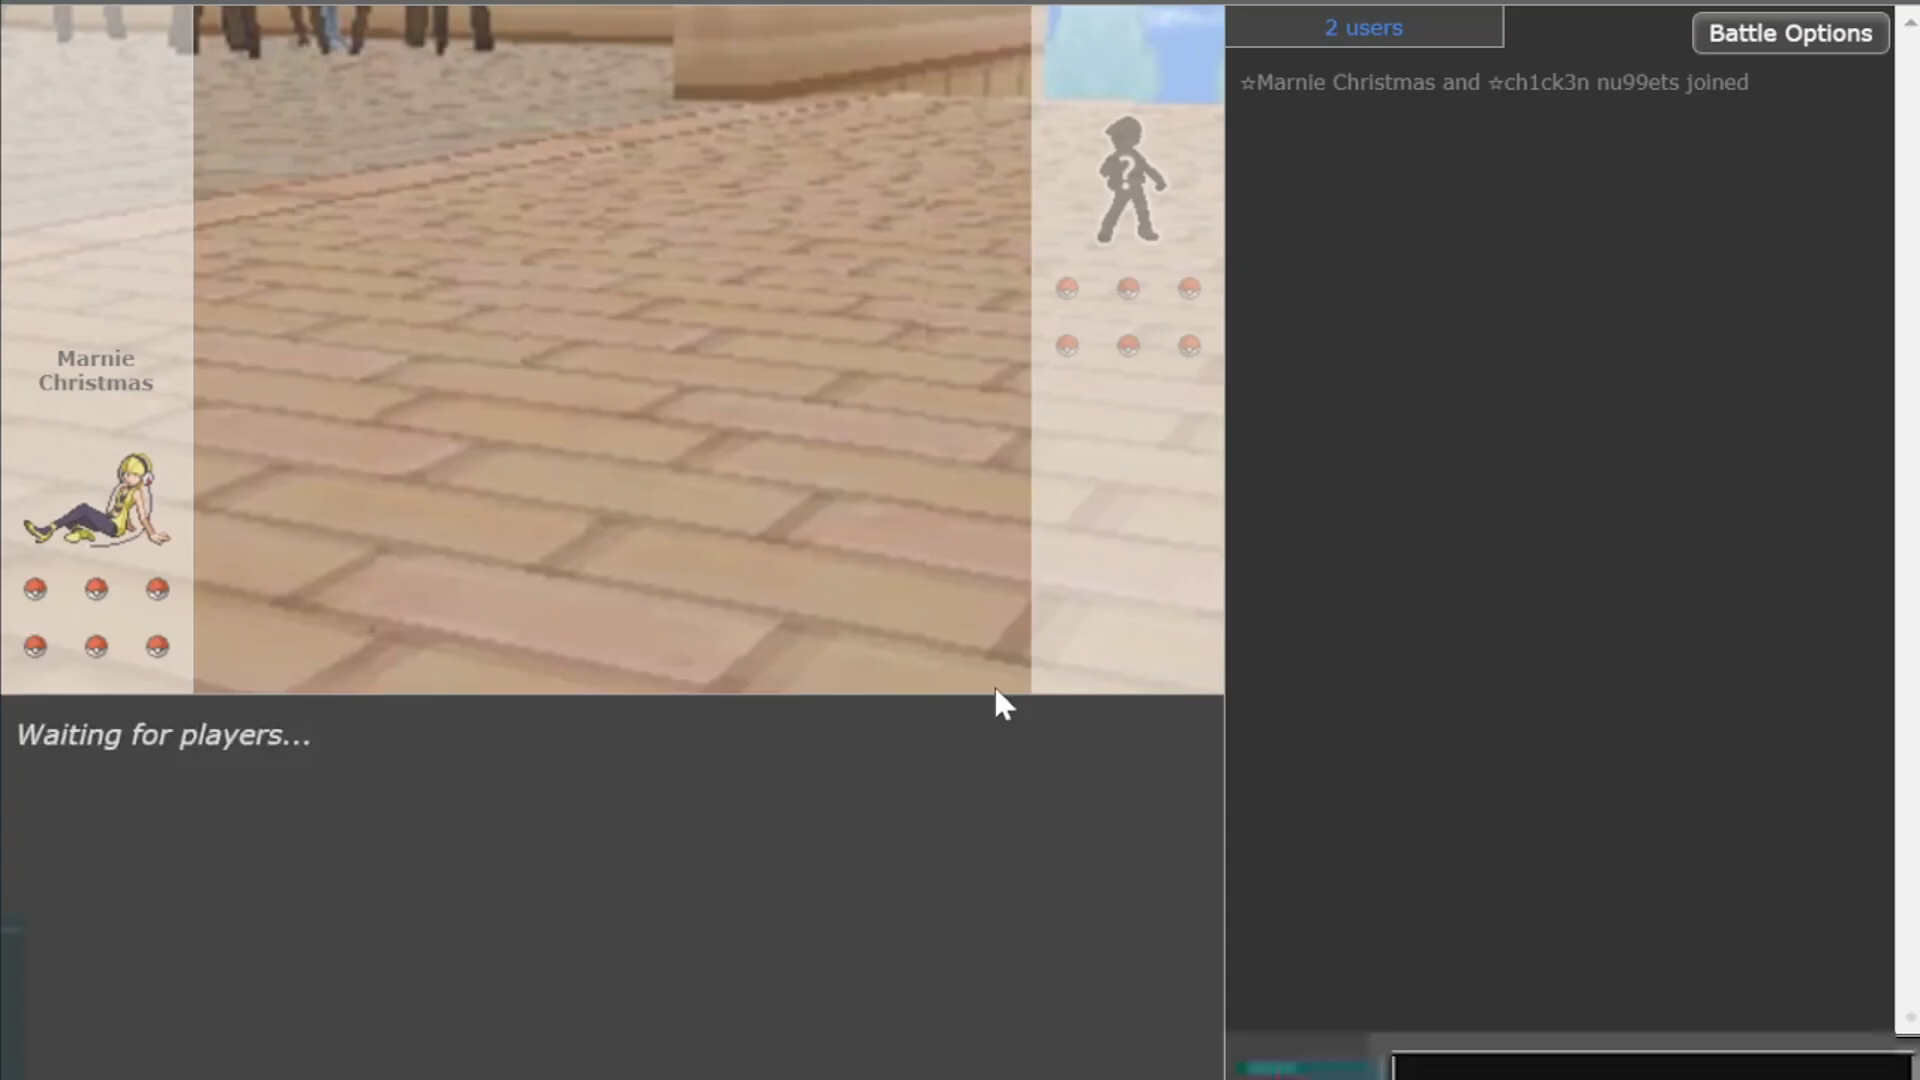 2 users
Battle Options
☆Marnie Christmas and ☆ch1ck3n nu99ets joined
?
Marnie
Christmas
Waiting for players...